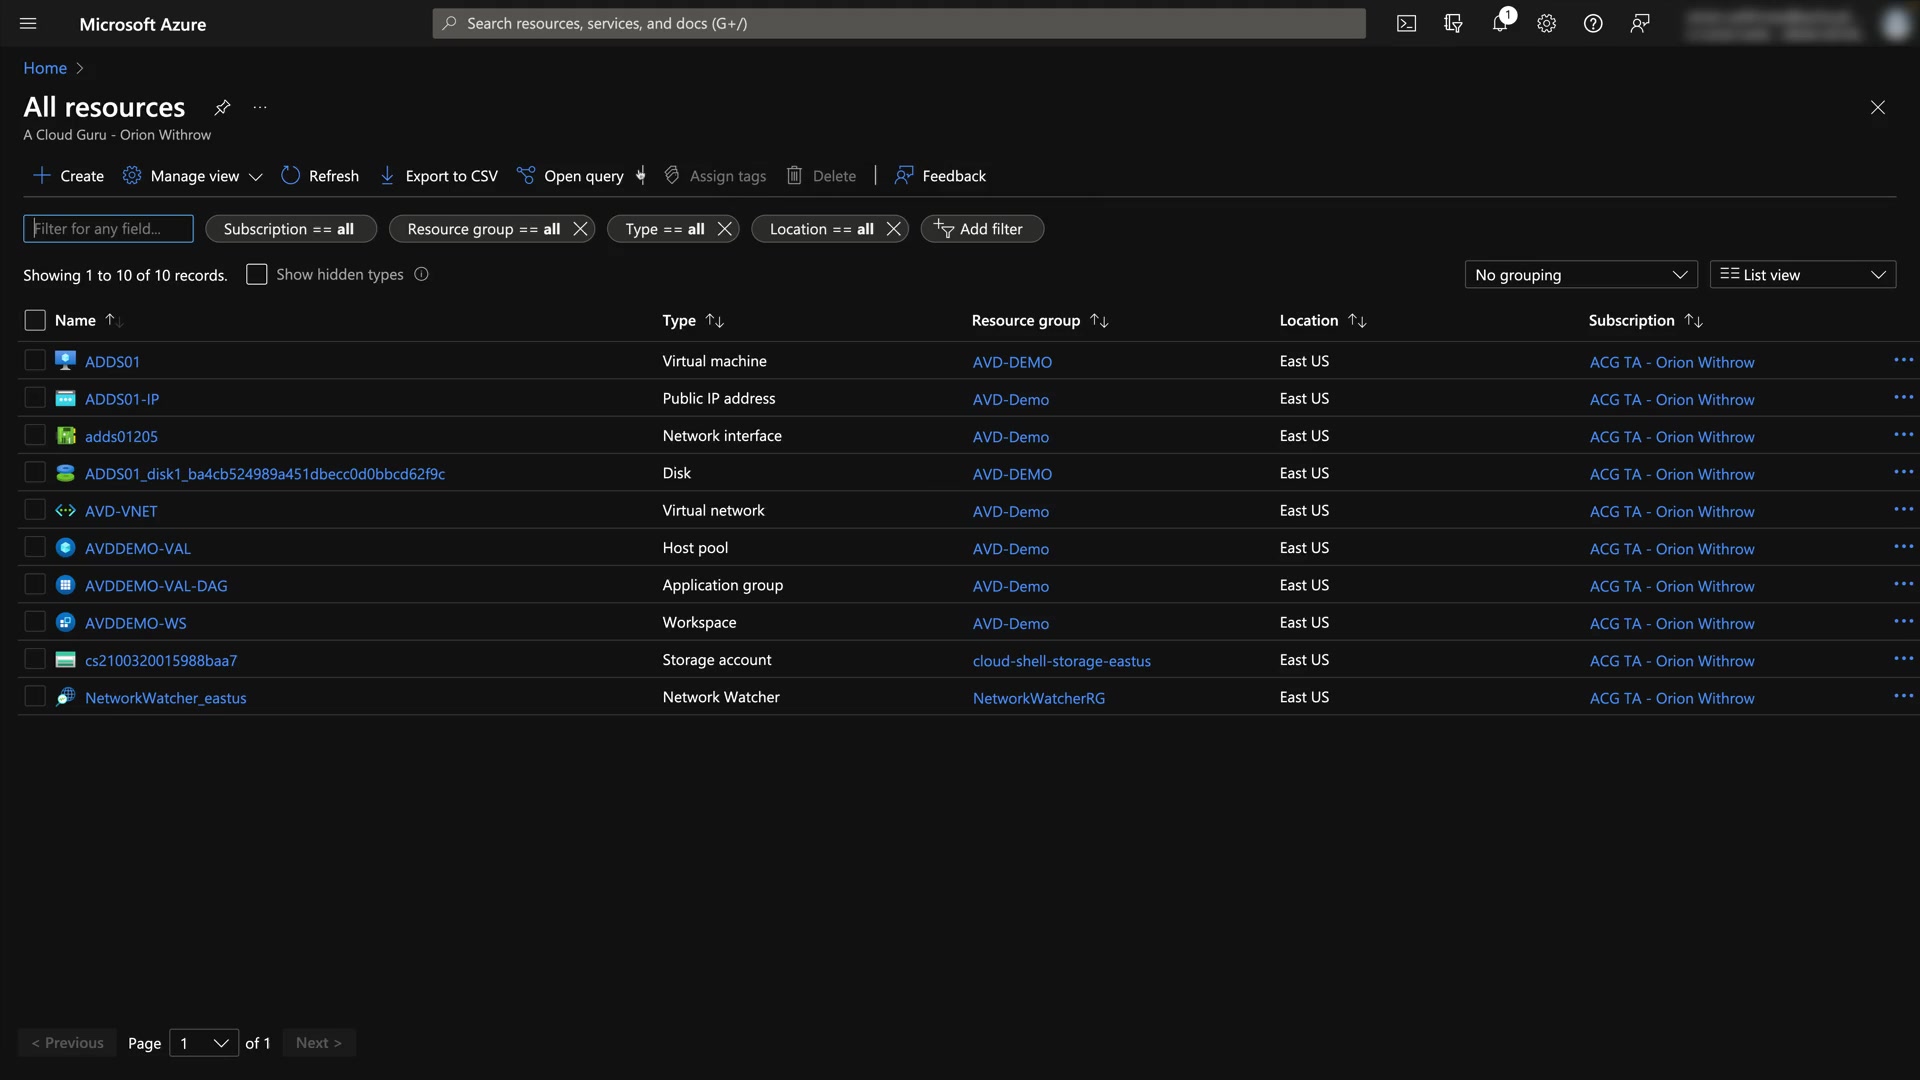 Microsoft Azure
Search resources, services, and docs (G+/)
1
Home
All resources
A Cloud Guru - Orion Withrow
Create Manage view Refresh Export to CSV Open query Assign tags Delete Feedback
Filter for any field... Subscription == all Resource group == all Type == all Location == all Add filter
Showing 1 to 10 of 10 records. Show hidden types No grouping List view
Name Type Resource group Location Subscription
ADDS01 Virtual machine AVD-DEMO East US ACG TA - Orion Withrow
ADDS01-IP Public IP address AVD-Demo East US ACG TA - Orion Withrow
adds01205 Network interface AVD-Demo East US ACG TA - Orion Withrow
ADDS01_disk1_ba4cb524989a451dbecc0d0bbcd62f9c Disk AVD-DEMO East US ACG TA - Orion Withrow
AVD-VNET Virtual network AVD-Demo East US ACG TA - Orion Withrow
AVDDEMO-VAL Host pool AVD-Demo East US ACG TA - Orion Withrow
AVDDEMO-VAL-DAG Application group AVD-Demo East US ACG TA - Orion Withrow
AVDDEMO-WS Workspace AVD-Demo East US ACG TA - Orion Withrow
cs2100320015988baa7 Storage account cloud-shell-storage-eastus East US ACG TA - Orion Withrow
NetworkWatcher_eastus Network Watcher NetworkWatcherRG East US ACG TA - Orion Withrow
< Previous Page 1 of 1 Next >